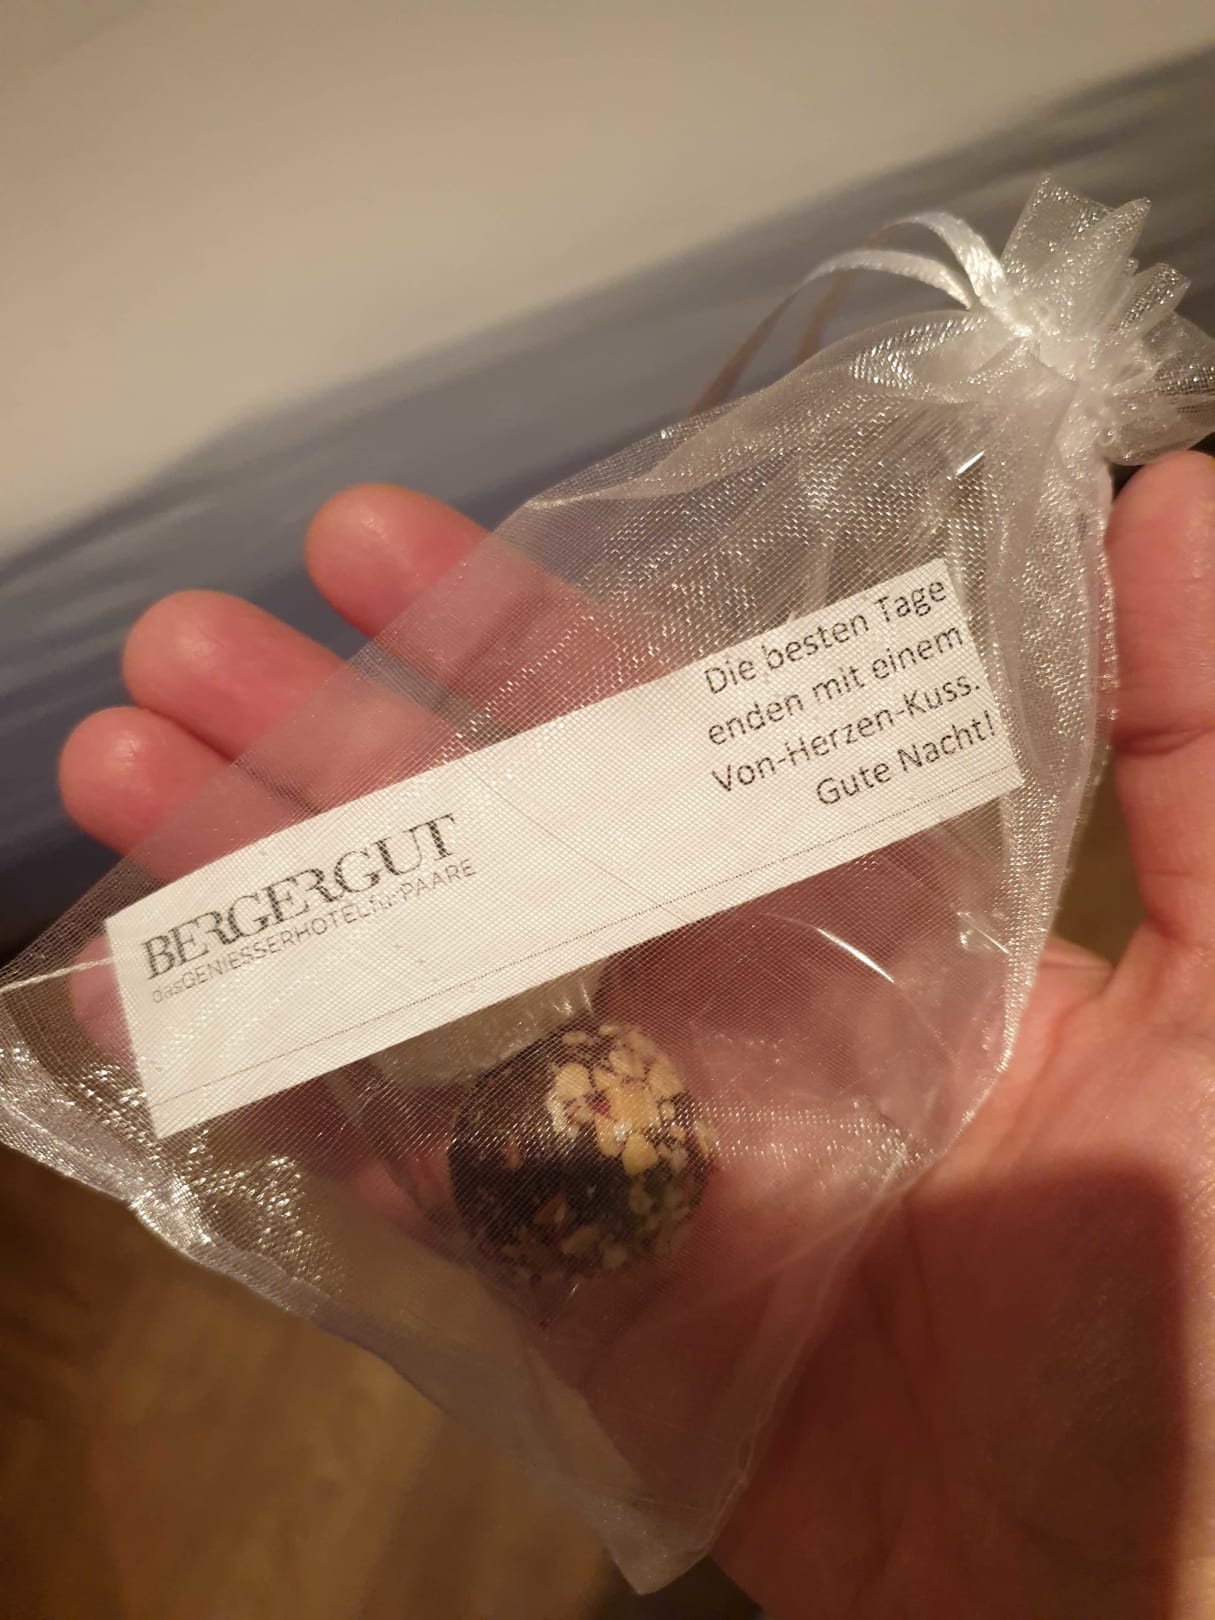 BERGERGUT
dasGENIESSERHOTELfürPAARE
Die besten Tage
enden mit einem
Von-Herzen-Kuss.
Gute Nacht!